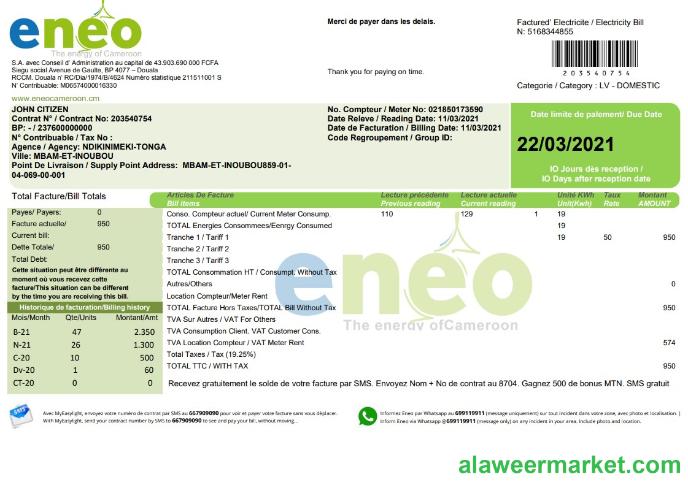 eneo
The energy of Cameroon
S.A. avec Conseil d' Administration au capital de 43.903.690 000 FCFA
Siegu social Avenue de Gaulte, BP 4077 – Douala
RCCM. Douala n° RC/Dia/1974/B/4624 Numéro statistique 211511001 S
N° Contribuable: M06574000016330
www.eneocameroon.cm
Merci de payer dans les delais.
Thank you for paying on time.
Factured' Electricite / Electricity Bill
N: 5168344855
203540754
Categorie / Category : LV - DOMESTIC
JOHN CITIZEN
Contrat N° / Contract No: 203540754
BP: - / 237600000000
N° Contribuable / Tax No :
Agence / Agency: NDIKINIMEKI-TONGA
Ville: MBAM-ET-INOUBOU
Point De Livraison / Supply Point Address: MBAM-ET-INOUBOU859-01-
04-069-00-001
No. Compteur / Meter No: 021850173590
Date Releve / Reading Date: 11/03/2021
Date de Facturation / Billing Date: 11/03/2021
Code Regroupement / Group ID:
Date limite de paiement/ Due Date
22/03/2021
IO Jours dès réception /
IO Days after reception date
Total Facture/Bill Totals
Payes/ Payers: 0
Facture actuelle/ 950
Current bill:
Dette Totale/ 950
Total Debt:
Cette situation peut être différente au
moment où vous recevez cette
facture/This situation can be different
by the time you are receiving this bill.
Historique de facturation/Billing history
Mois/Month Qte/Units Montant/Amt
B-21 47 2.350
N-21 26 1.300
C-20 10 500
Dv-20 1 60
CT-20 0 0
Articles De Facture Lecture précédente Lecture actuelle Unité KWh Taux Montant
Bill items Previous reading Current reading Unit(Kwh) Rate AMOUNT
Conso. Compteur actuel/ Current Meter Consump. 110 129 1 19
TOTAL Energies Consommees/Eenrgy Consumed 19
Tranche 1 / Tariff 1 19 50 950
Tranche 2 / Tariff 2
Tranche 3 / Tariff 3
TOTAL Consommation HT / Consumpt. Without Tax
Autres/Others 0
Location Compteur/Meter Rent
TOTAL Facture Hors Taxes/TOTAL Bill Without Tax 950
TVA Sur Autres / VAT For Others
TVA Consumption Client. VAT Customer Cons.
TVA Location Compteur / VAT Meter Rent 574
Total Taxes / Tax (19.25%)
TOTAL TTC / WITH TAX 950
eneo
The energy ofCameroon
Recevez gratuitement le solde de votre facture par SMS. Envoyez Nom + No de contrat au 8704. Gagnez 500 de bonus MTN. SMS gratuit
Avec MyEasylight, envoyez votre numéro de contrat par SMS au 667909090 pour voir et payer votre facture sans vous déplacer.
With MyEasylight, send your contract number by SMS to 667909090 to see and pay your bill, without moving...
Informez Eneo par Whatsapp au 699119911 (message uniquement) sur tout incident dans votre zone, avec photo et localisation. |
Inform Eneo via Whatsapp @699119911 (message only) on any incident in your area. Include photo and location.
alaweermarket.com